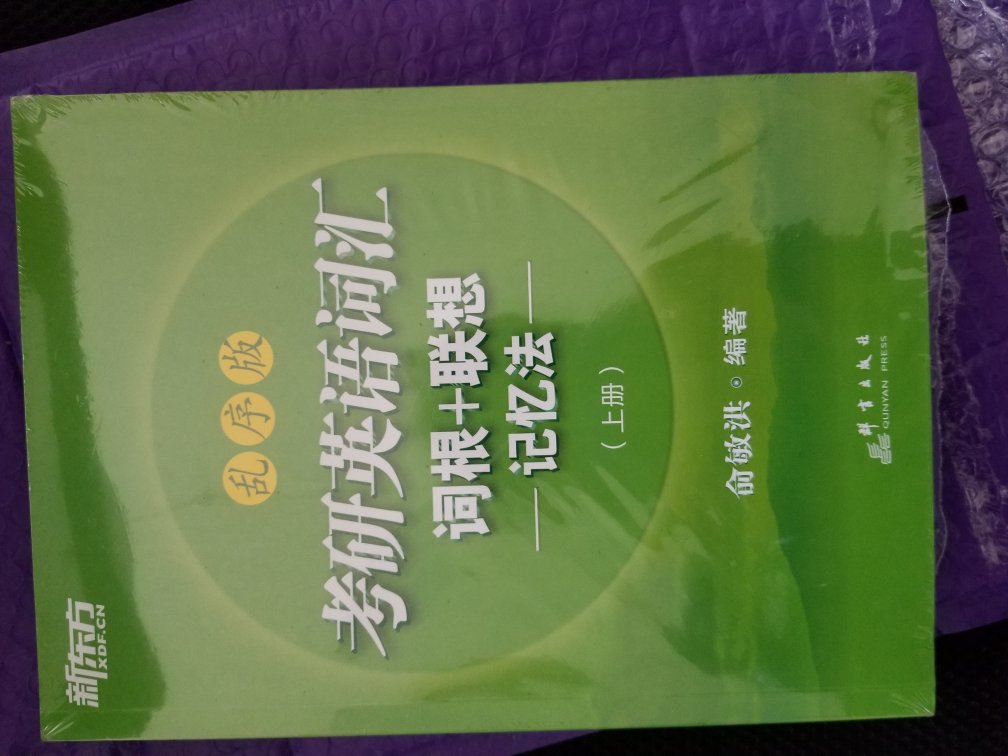 新东方
XDF.CN
乱序版
考研英语词汇
词根+联想
记忆法
（上册）
俞敏洪 编著
群言出版社
QUNYAN PRESS